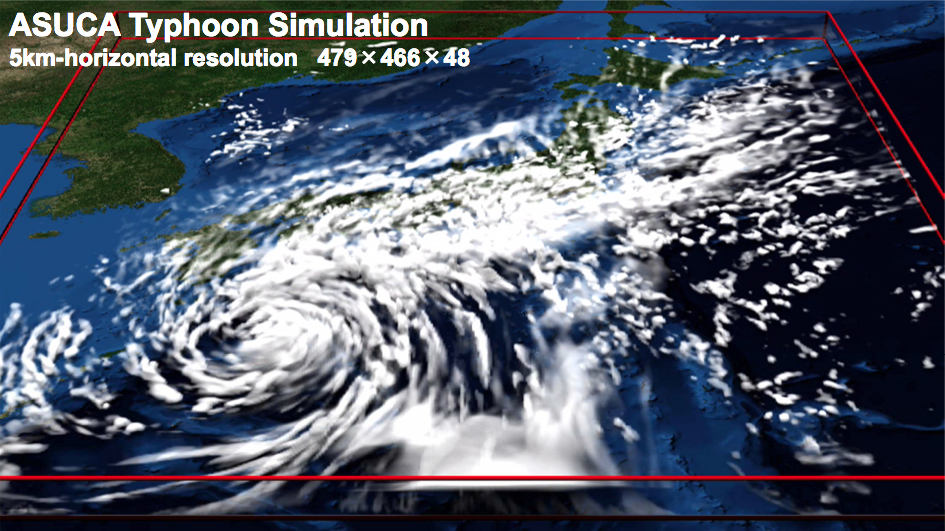 ASUCA Typhoon Simulation
5km-horizontal resolution 479×466×48